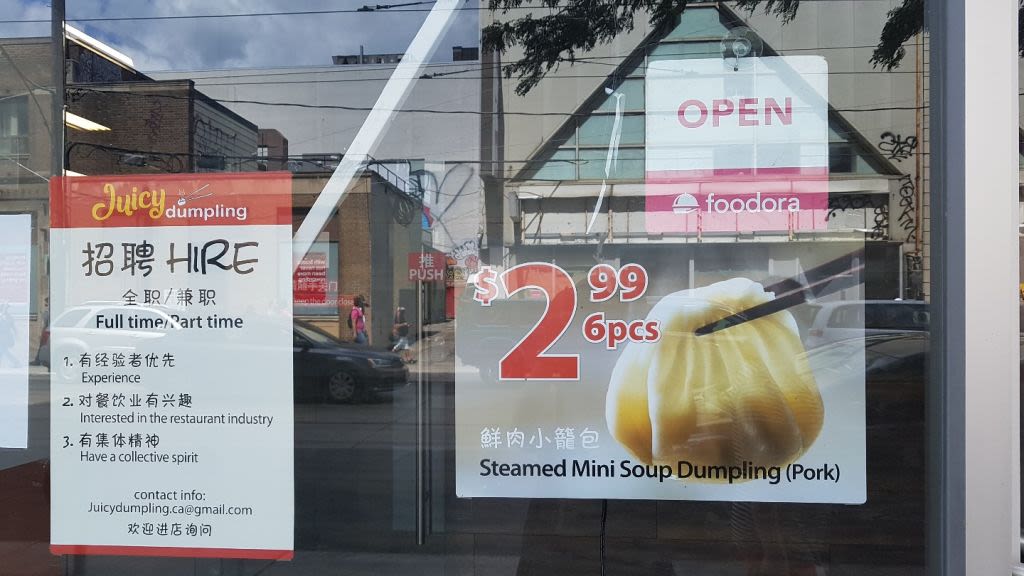 Juicy dumpling
招聘 HIRE
全职/兼职
Full time/Part time
1. 有经验者优先
Experience
2. 对餐饮业有兴趣
Interested in the restaurant industry
3. 有集体精神
Have a collective spirit
contact info:
Juicydumpling.ca@gmail.com
欢迎进店询问
推
PUSH
OPEN
foodora
$2.99
6pcs
鲜肉小籠包
Steamed Mini Soup Dumpling (Pork)